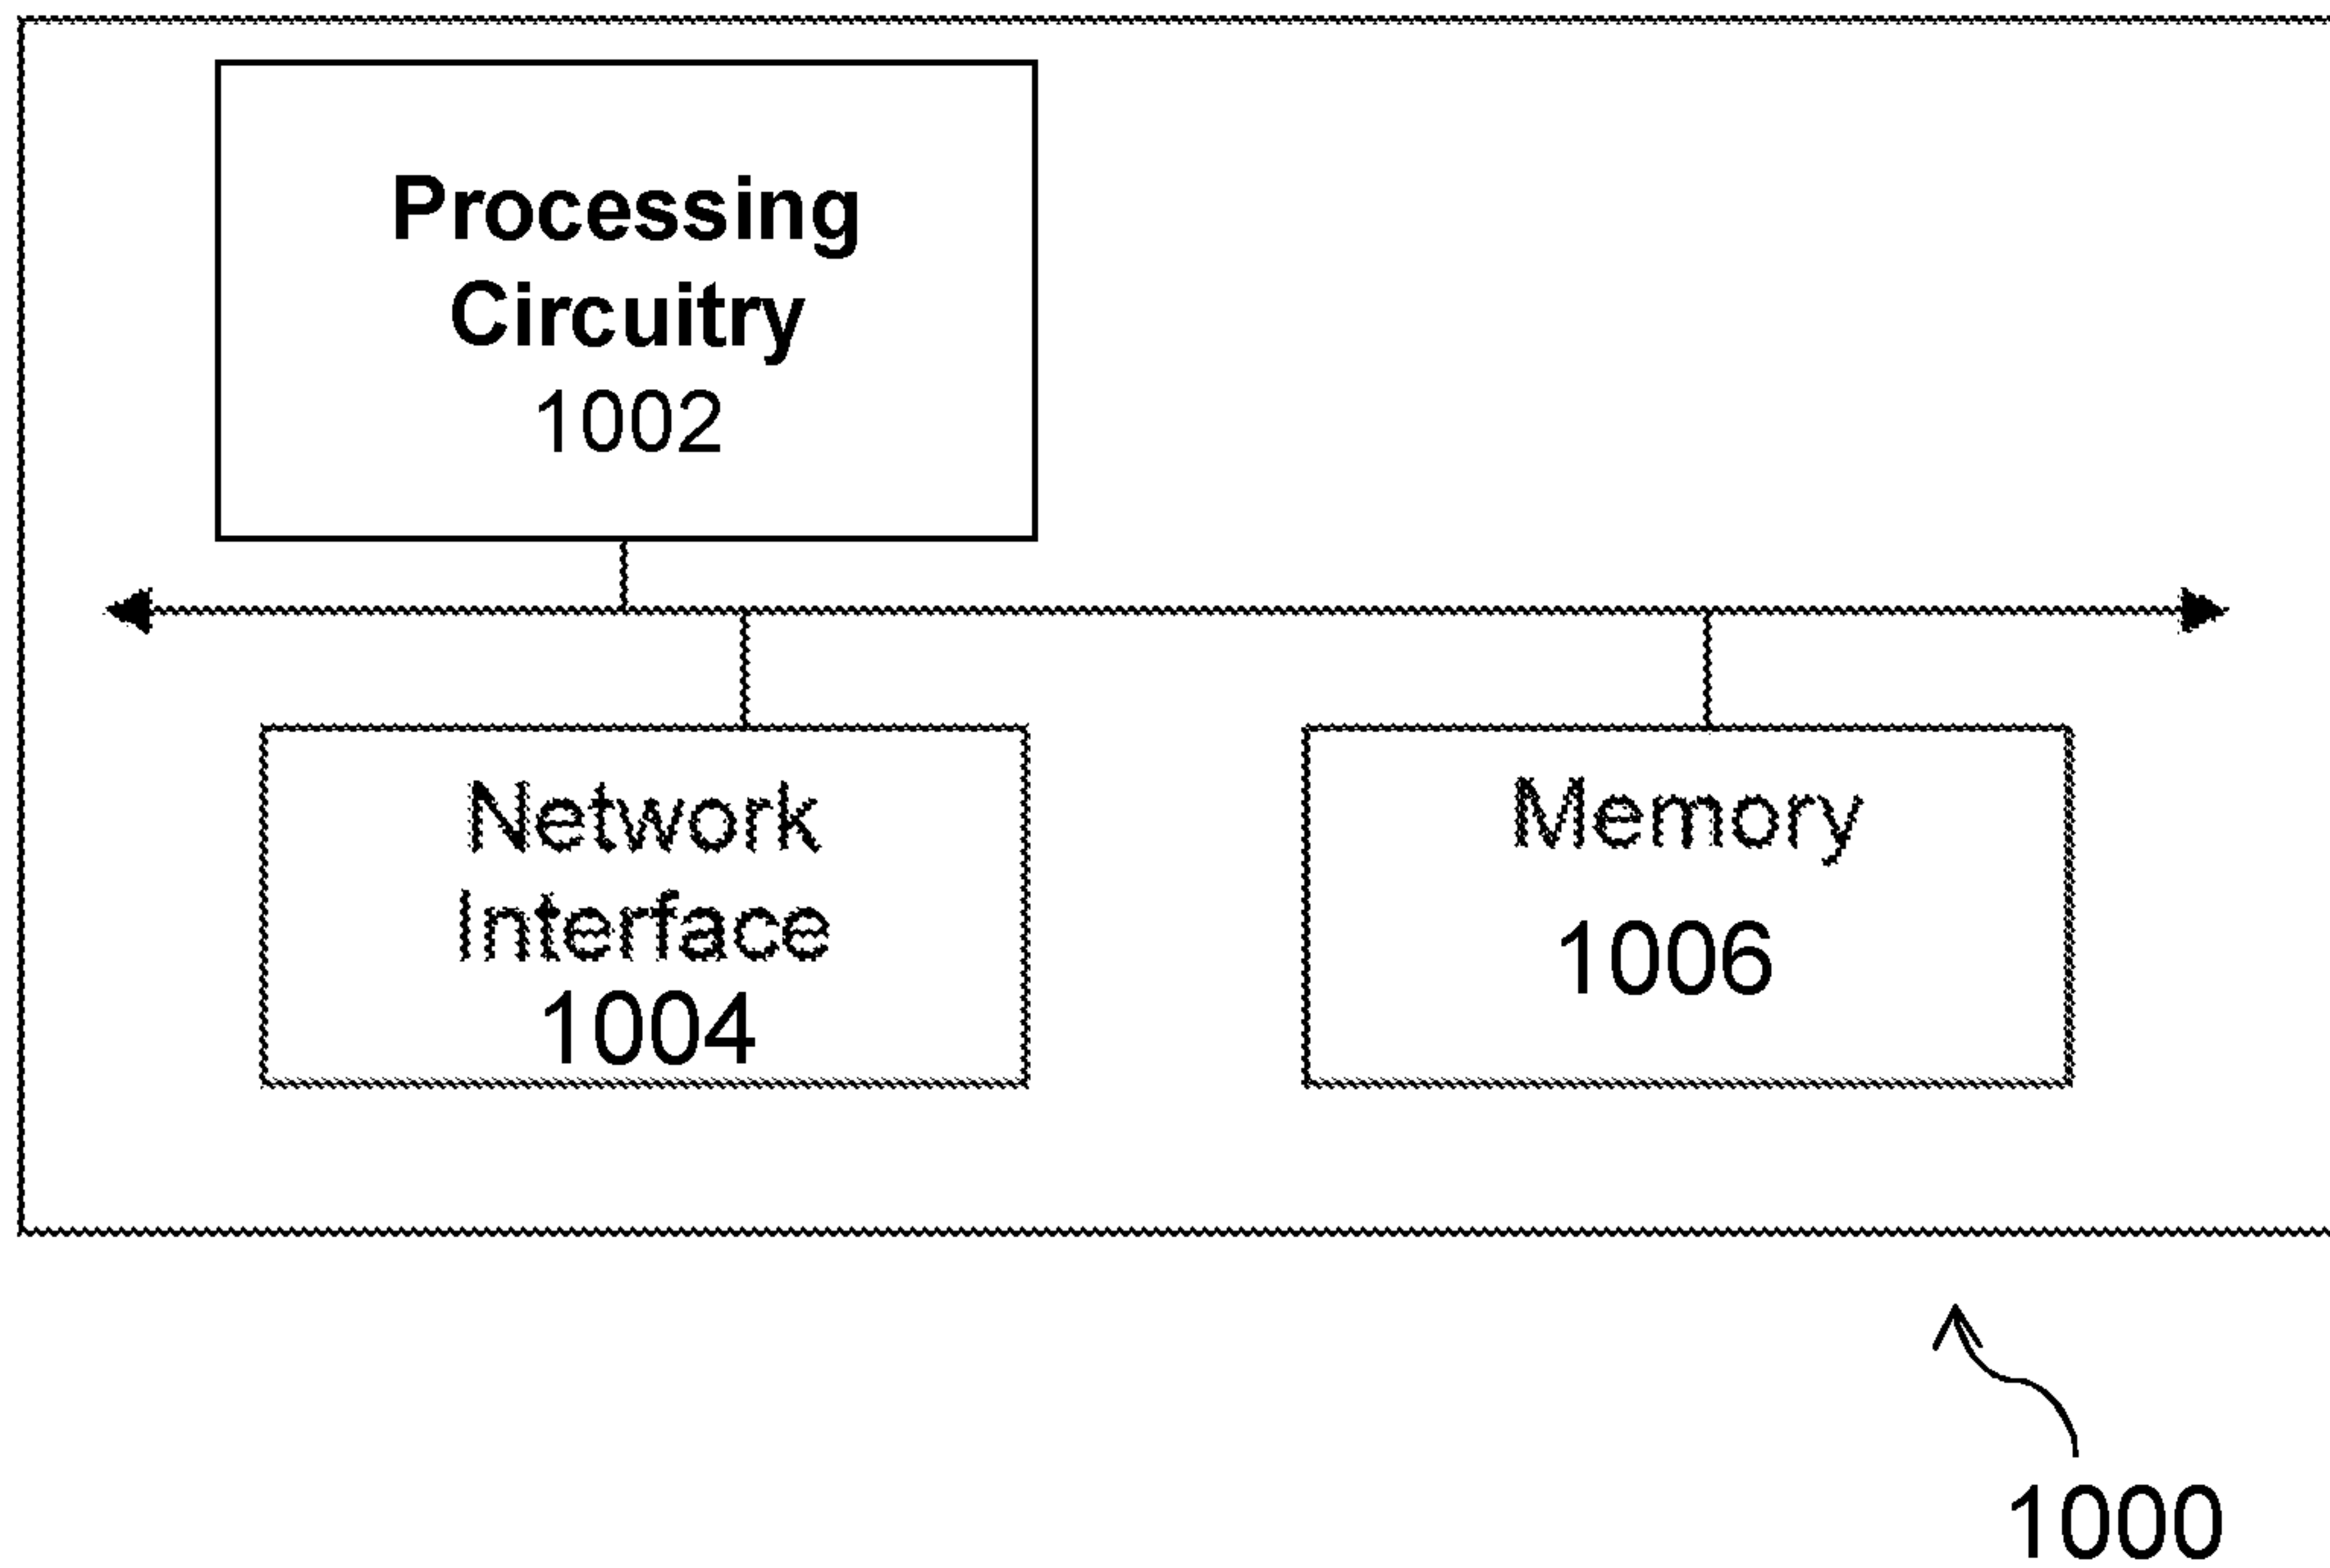 Processing
Circuitry
1002
Network
Interface
1004
Memory
1006
1000